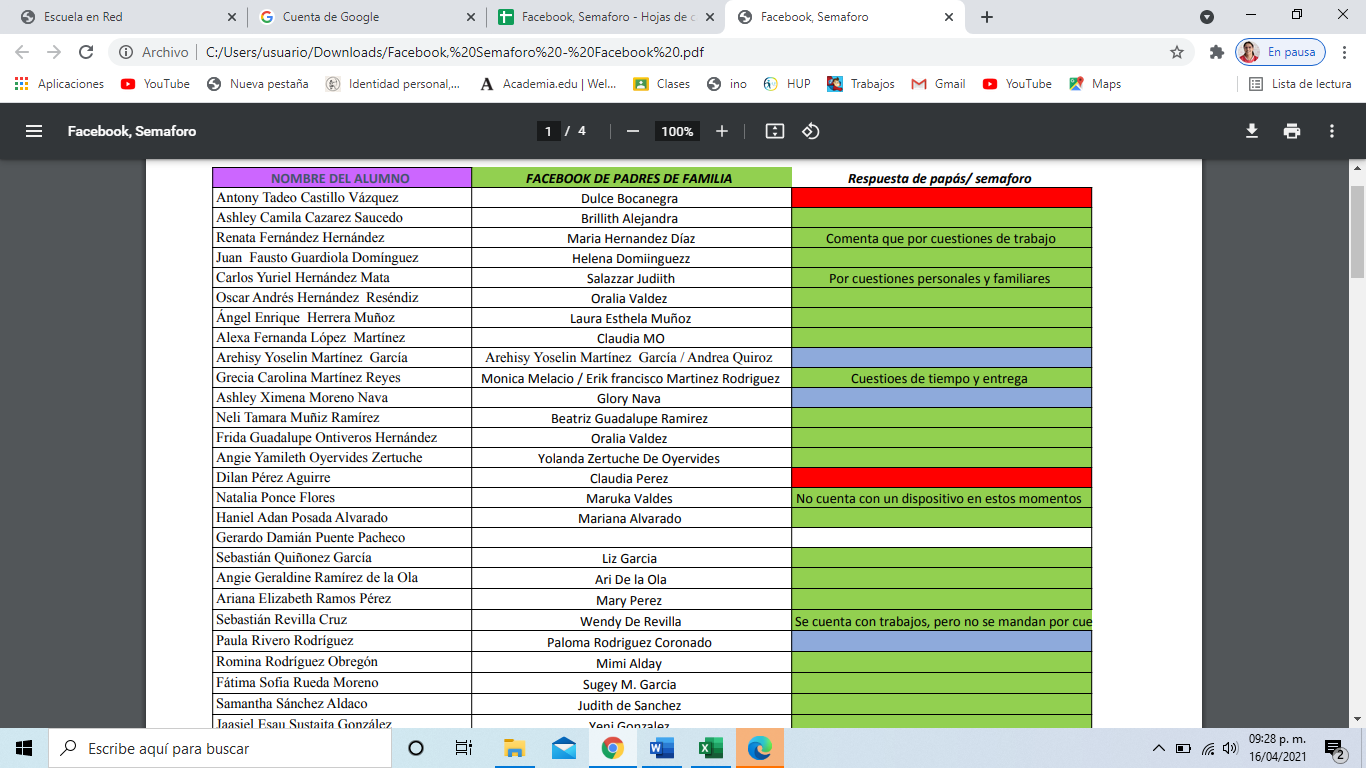 Escuela en Red
Cuenta de Google
Facebook, Semaforo - Hojas de c
Facebook, Semaforo
Archivo
C:/Users/usuario/Downloads/Facebook,%20Semaforo%20-%20Facebook%20.pdf
En pausa
Aplicaciones
YouTube
Nueva pestaña
Identidad personal,...
Academia.edu | Wel...
Clases
ino
HUP
Trabajos
Gmail
YouTube
Maps
Lista de lectura
Facebook, Semaforo
1 / 4
100%
NOMBRE DEL ALUMNO FACEBOOK DE PADRES DE FAMILIA Respuesta de papás/ semaforo
Antony Tadeo Castillo Vázquez Dulce Bocanegra
Ashley Camila Cazarez Saucedo Brillith Alejandra
Renata Fernández Hernández Maria Hernandez Díaz Comenta que por cuestiones de trabajo
Juan Fausto Guardiola Domínguez Helena Domiinguezz
Carlos Yuriel Hernández Mata Salazzar Judiith Por cuestiones personales y familiares
Oscar Andrés Hernández Reséndiz Oralia Valdez
Ángel Enrique Herrera Muñoz Laura Esthela Muñoz
Alexa Fernanda López Martínez Claudia MO
Arehisy Yoselin Martínez García Arehisy Yoselin Martínez García / Andrea Quiroz
Grecia Carolina Martínez Reyes Monica Melacio / Erik francisco Martinez Rodriguez Cuestioes de tiempo y entrega
Ashley Ximena Moreno Nava Glory Nava
Neli Tamara Muñiz Ramírez Beatriz Guadalupe Ramirez
Frida Guadalupe Ontiveros Hernández Oralia Valdez
Angie Yamileth Oyervides Zertuche Yolanda Zertuche De Oyervides
Dilan Pérez Aguirre Claudia Perez
Natalia Ponce Flores Maruka Valdes No cuenta con un dispositivo en estos momentos
Haniel Adan Posada Alvarado Mariana Alvarado
Gerardo Damián Puente Pacheco
Sebastián Quiñonez García Liz Garcia
Angie Geraldine Ramírez de la Ola Ari De la Ola
Ariana Elizabeth Ramos Pérez Mary Perez
Sebastián Revilla Cruz Wendy De Revilla Se cuenta con trabajos, pero no se mandan por cue
Paula Rivero Rodríguez Paloma Rodriguez Coronado
Romina Rodríguez Obregón Mimi Alday
Fátima Sofia Rueda Moreno Sugey M. Garcia
Samantha Sánchez Aldaco Judith de Sanchez
Jaasiel Esau Sustaita González Yeni Gonzalez
Escribe aquí para buscar
09:28 p. m.
16/04/2021
2